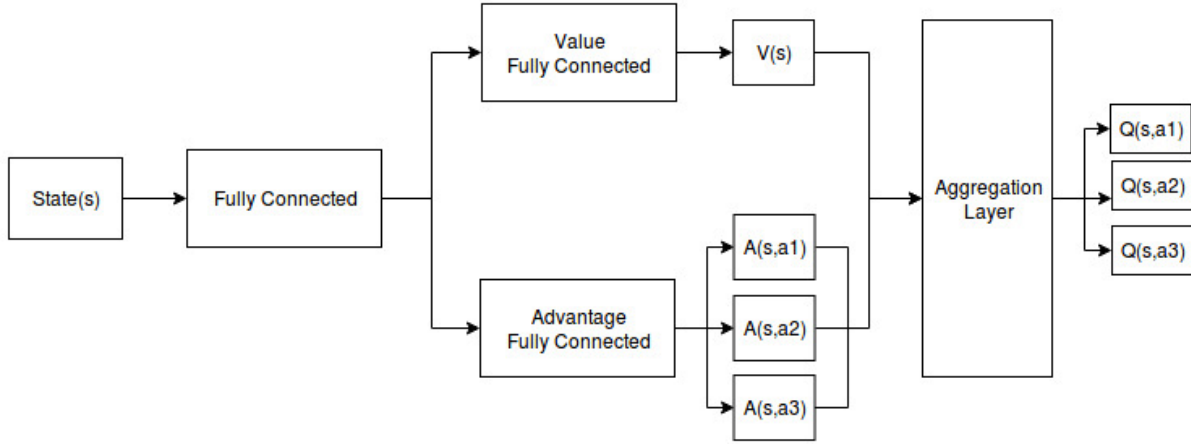 State(s)
Fully Connected
Value
Fully Connected
V(s)
Advantage
Fully Connected
A(s,a1)
A(s,a2)
A(s,a3)
Aggregation
Layer
Q(s,a1)
Q(s,a2)
Q(s,a3)